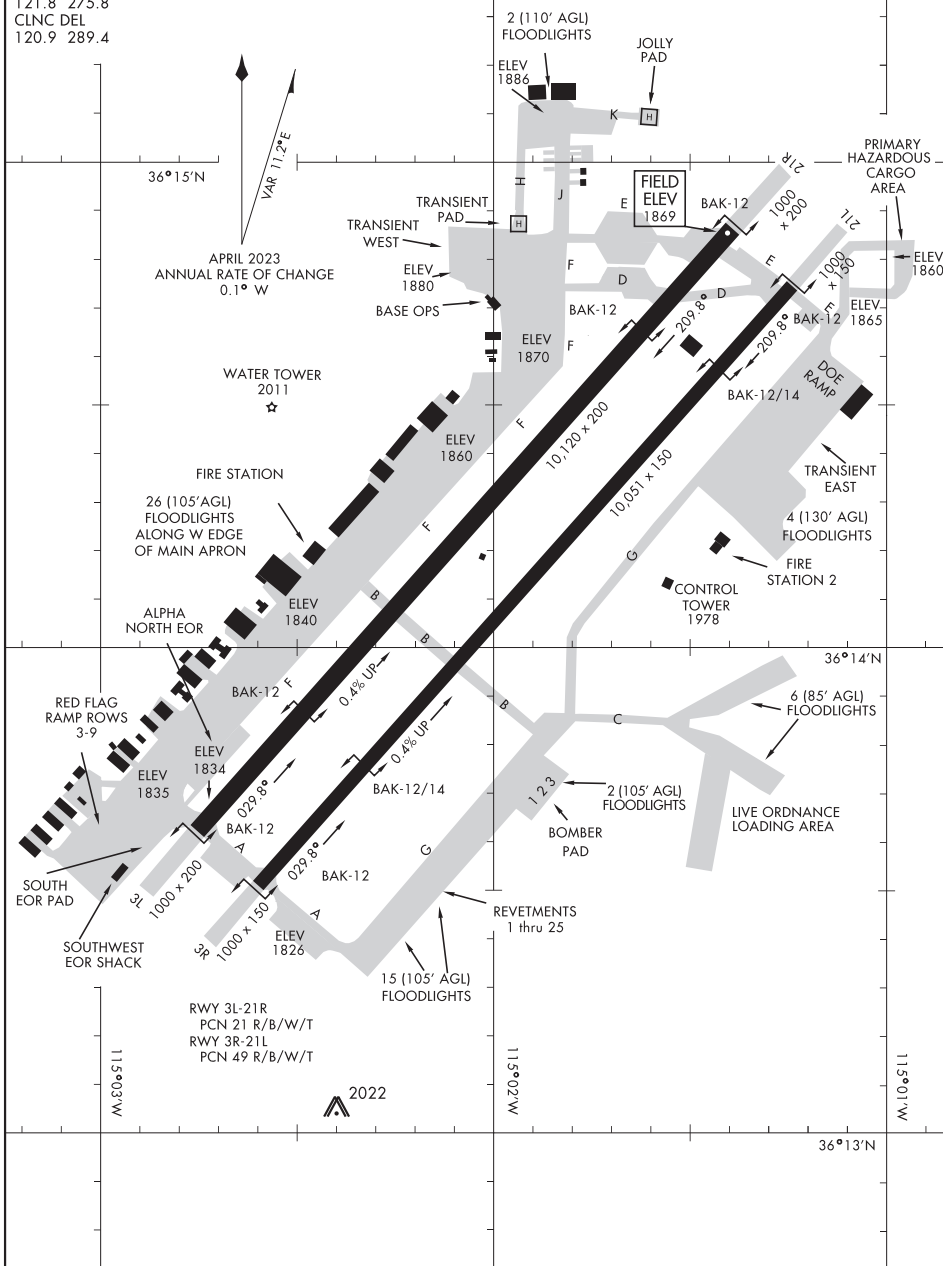 121.8 275.8
CLNC DEL
120.9 289.4
2 (110' AGL)
FLOODLIGHTS
JOLLY
PAD
ELEV
1886
K
H
PRIMARY
HAZARDOUS
CARGO
AREA
VAR 11.2° E
36°15'N
H
J
E
FIELD
ELEV
1869
BAK-12
21R
1000
x 200
21L
TRANSIENT
PAD
H
TRANSIENT
WEST
APRIL 2023
ANNUAL RATE OF CHANGE
0.1° W
ELEV
1880
F
D
D
E
1000
x 150
ELEV
1860
BASE OPS
BAK-12
209.8°
E
ELEV
1865
ELEV
1870
F
209.8°
BAK-12
WATER TOWER
2011
DOE
RAMP
BAK-12/14
F
ELEV
1860
10,120 x 200
10,051 x 150
TRANSIENT
EAST
FIRE STATION
26 (105'AGL)
FLOODLIGHTS
ALONG W EDGE
OF MAIN APRON
F
4 (130' AGL)
FLOODLIGHTS
G
FIRE
STATION 2
CONTROL
TOWER
1978
ALPHA
NORTH EOR
ELEV
1840
B
B
36°14'N
RED FLAG
RAMP ROWS
3-9
BAK-12
F
0.4% UP
B
C
6 (85' AGL)
FLOODLIGHTS
ELEV
1834
0.4% UP
ELEV
1835
029.8°
BAK-12/14
1 2 3
2 (105' AGL)
FLOODLIGHTS
LIVE ORDNANCE
LOADING AREA
BOMBER
PAD
BAK-12
A
029.8°
G
BAK-12
SOUTH
EOR PAD
3L
1000 x 200
A
REVETMENTS
1 thru 25
SOUTHWEST
EOR SHACK
3R
1000 x 150
ELEV
1826
15 (105' AGL)
FLOODLIGHTS
RWY 3L-21R
PCN 21 R/B/W/T
RWY 3R-21L
PCN 49 R/B/W/T
115°03'W
115°02'W
115°01'W
2022
36°13'N